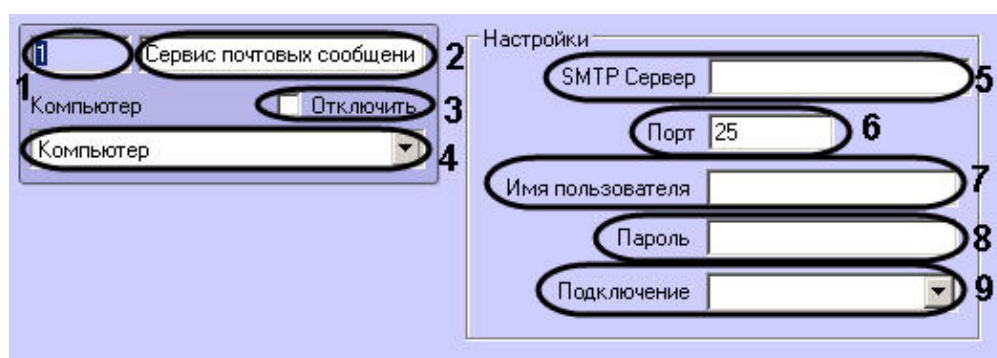 1 Сервис почтовых сообщени 2
1
Компьютер Отключить 3
Компьютер 4
Настройки
SMTP Сервер 5
Порт 25 6
Имя пользователя 7
Пароль 8
Подключение 9